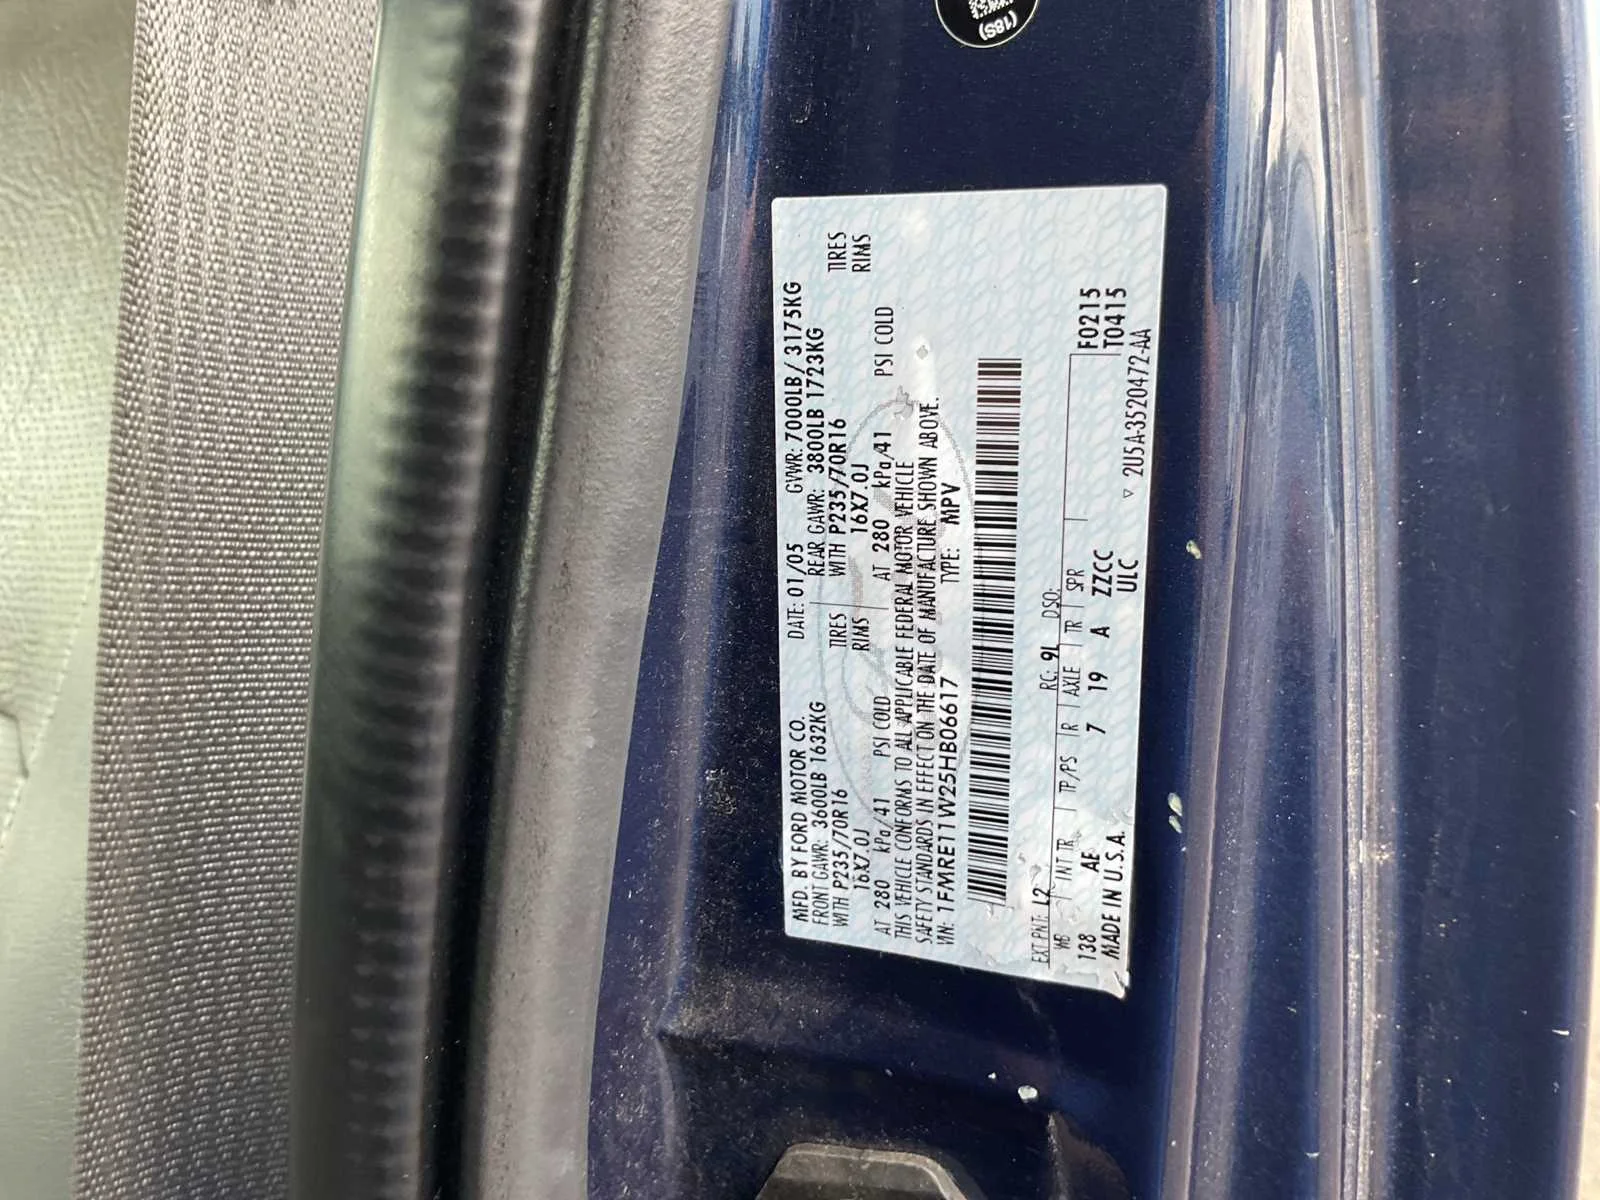 (18S)
MFD. BY FORD MOTOR CO. DATE: 01/05 GVWR: 7000LB/ 3175KG
FRONT GAWR: 3600LB 1632KG REAR GAWR: 3800LB 1723KG
WITH P235/70R16 TIRES WITH P235/70R16 TIRES
16X7.0J RIMS 16X7.0J RIMS
AT 280 kPa/41 PSI COLD AT 280 kPa/41 PSI COLD
THIS VEHICLE CONFORMS TO ALL APPLICABLE FEDERAL MOTOR VEHICLE
SAFETY STANDARDS IN EFFECT ON THE DATE OF MANUFACTURE SHOWN ABOVE.
VIN: 1FMRE11W25HB06617 TYPE: MPV
EXT PNT: L2 RC: 9L DSO:
WB INT TR TP/PS R AXLE TR SPR F0215
138 AE 7 19 A ZZCC T0415
MADE IN U.S.A. ULC
▽ 2U5A-3520472-AA